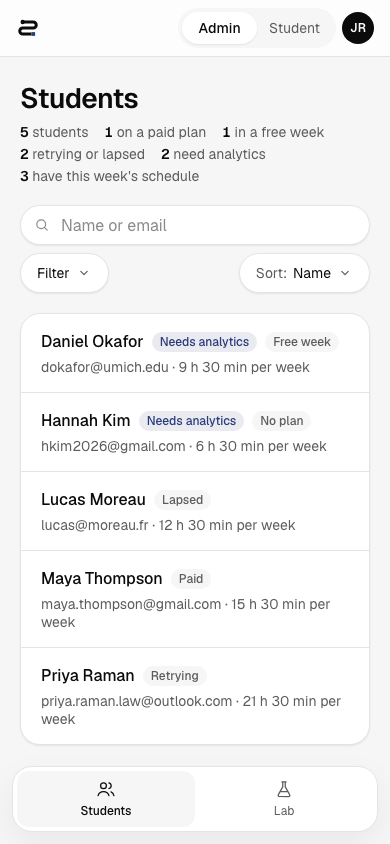 Admin
Student
JR
Students
5 students 1 on a paid plan 1 in a free week
2 retrying or lapsed 2 need analytics
3 have this week's schedule
Name or email
Filter
Sort: Name
Daniel Okafor Needs analytics Free week
dokafor@umich.edu · 9 h 30 min per week
Hannah Kim Needs analytics No plan
hkim2026@gmail.com · 6 h 30 min per week
Lucas Moreau Lapsed
lucas@moreau.fr · 12 h 30 min per week
Maya Thompson Paid
maya.thompson@gmail.com · 15 h 30 min per
week
Priya Raman Retrying
priya.raman.law@outlook.com · 21 h 30 min per
week
Students
Lab